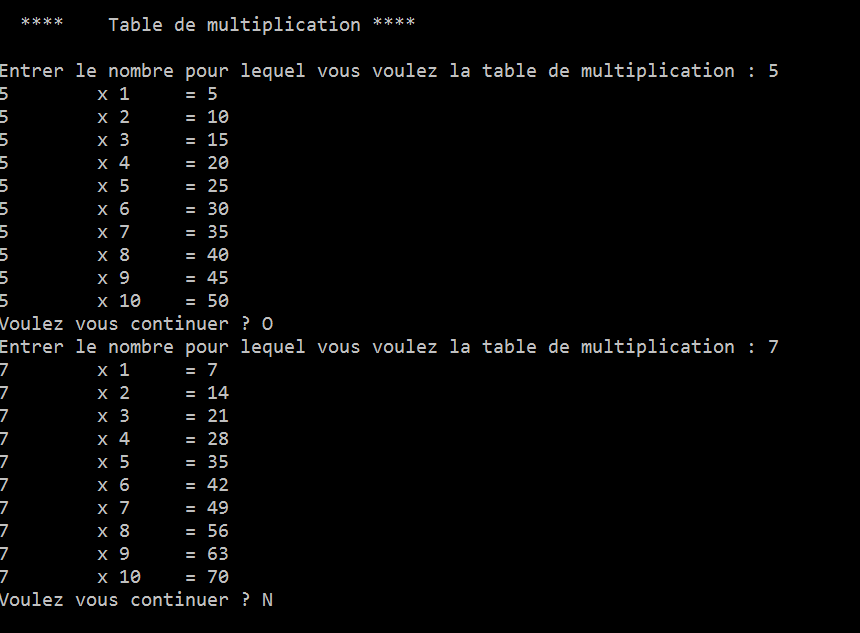 **** Table de multiplication ****
Entrer le nombre pour lequel vous voulez la table de multiplication : 5
5 x 1 = 5
5 x 2 = 10
5 x 3 = 15
5 x 4 = 20
5 x 5 = 25
5 x 6 = 30
5 x 7 = 35
5 x 8 = 40
5 x 9 = 45
5 x 10 = 50
Voulez vous continuer ? O
Entrer le nombre pour lequel vous voulez la table de multiplication : 7
7 x 1 = 7
7 x 2 = 14
7 x 3 = 21
7 x 4 = 28
7 x 5 = 35
7 x 6 = 42
7 x 7 = 49
7 x 8 = 56
7 x 9 = 63
7 x 10 = 70
Voulez vous continuer ? N